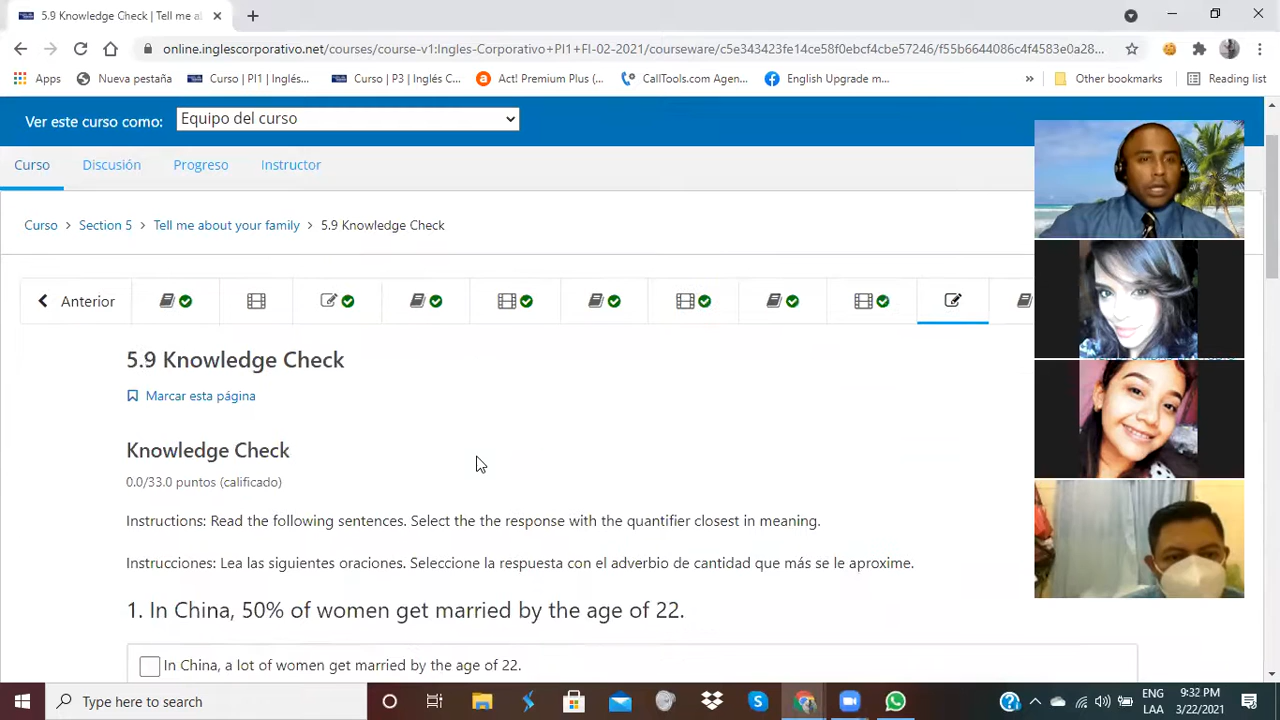 5.9 Knowledge Check | Tell me a
online.inglescorporativo.net/courses/course-v1:Ingles-Corporativo+PI1+FI-02-2021/courseware/c5e343423fe14ce58f0ebcf4cbe57246/f55b6644086c4f4583e0a28...
Apps Nueva pestaña Curso | PI1 | Inglés... Curso | P3 | Inglés C... Act! Premium Plus (... CallTools.com Agen... English Upgrade m... » Other bookmarks Reading list
Ver este curso como: Equipo del curso
Curso Discusión Progreso Instructor
Curso > Section 5 > Tell me about your family > 5.9 Knowledge Check
Anterior
5.9 Knowledge Check
Marcar esta página
Knowledge Check
0.0/33.0 puntos (calificado)
Instructions: Read the following sentences. Select the the response with the quantifier closest in meaning.
Instrucciones: Lea las siguientes oraciones. Seleccione la respuesta con el adverbio de cantidad que más se le aproxime.
1. In China, 50% of women get married by the age of 22.
In China, a lot of women get married by the age of 22.
Type here to search
ENG 9:32 PM
LAA 3/22/2021